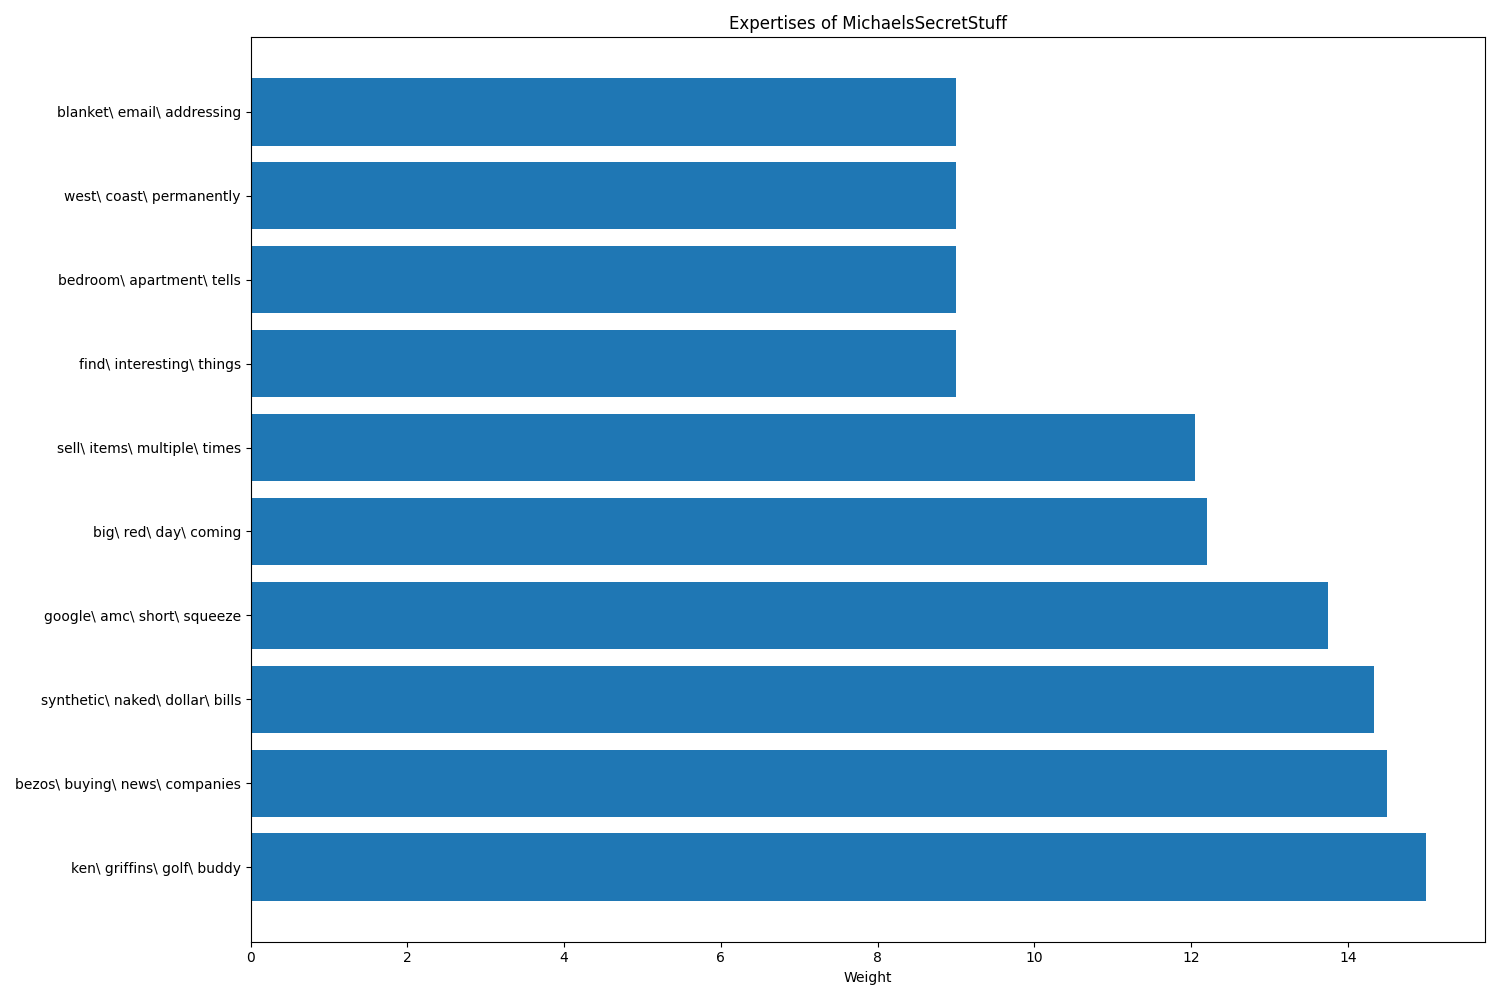 Expertises of MichaelsSecretStuff
blanket\ email\ addressing
west\ coast\ permanently
bedroom\ apartment\ tells
find\ interesting\ things
sell\ items\ multiple\ times
big\ red\ day\ coming
google\ amc\ short\ squeeze
synthetic\ naked\ dollar\ bills
bezos\ buying\ news\ companies
ken\ griffins\ golf\ buddy
0 2 4 6 8 10 12 14
Weight